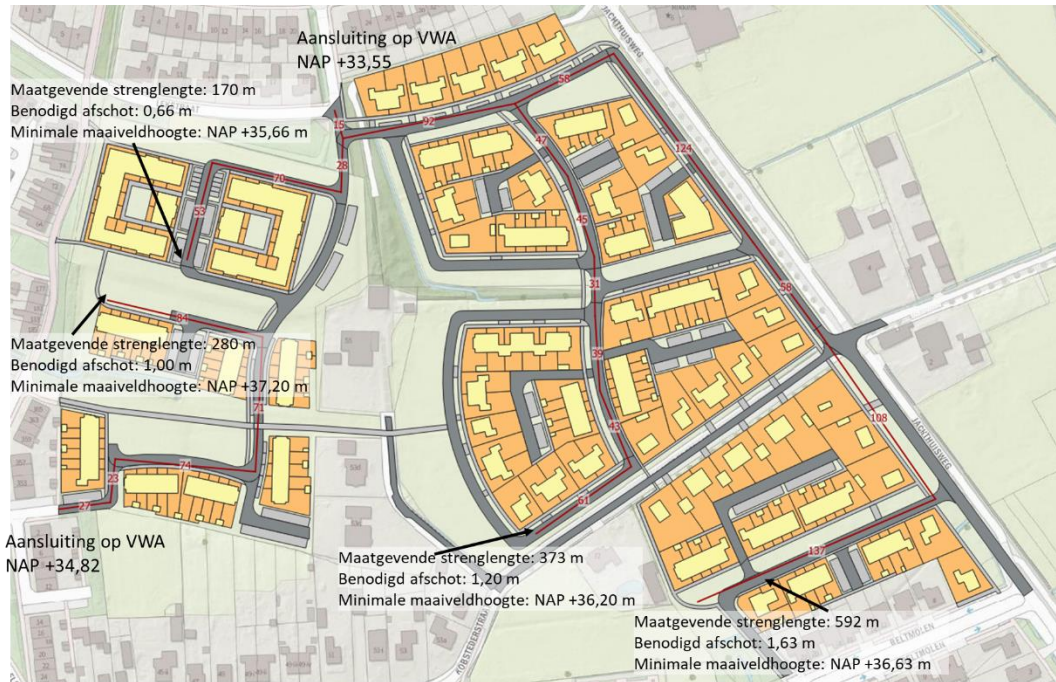 Aansluiting op VWA
NAP +33,55
JACHTHUISWEG
Maatgevende strenglengte: 170 m
Benodigd afschot: 0,66 m
Minimale maaiveldhoogte: NAP +35,66 m
58
15
92
47
28
124
70
53
45
31
58
84
Maatgevende strenglengte: 280 m
Benodigd afschot: 1,00 m
Minimale maaiveldhoogte: NAP +37,20 m
39
71
43
108
JACHTHUISWEG
74
23
61
27
Aansluiting op VWA
NAP +34,82
Maatgevende strenglengte: 373 m
Benodigd afschot: 1,20 m
Minimale maaiveldhoogte: NAP +36,20 m
137
KOBSTEDERSTRA
BELTMOLEN
Maatgevende strenglengte: 592 m
Benodigd afschot: 1,63 m
Minimale maaiveldhoogte: NAP +36,63 m
BELTMOLEN